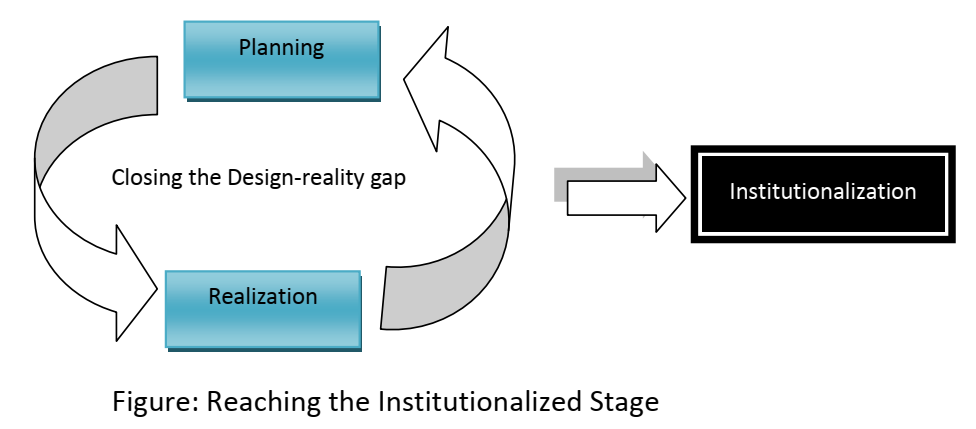 Planning
Closing the Design-reality gap
Institutionalization
Realization
Figure: Reaching the Institutionalized Stage